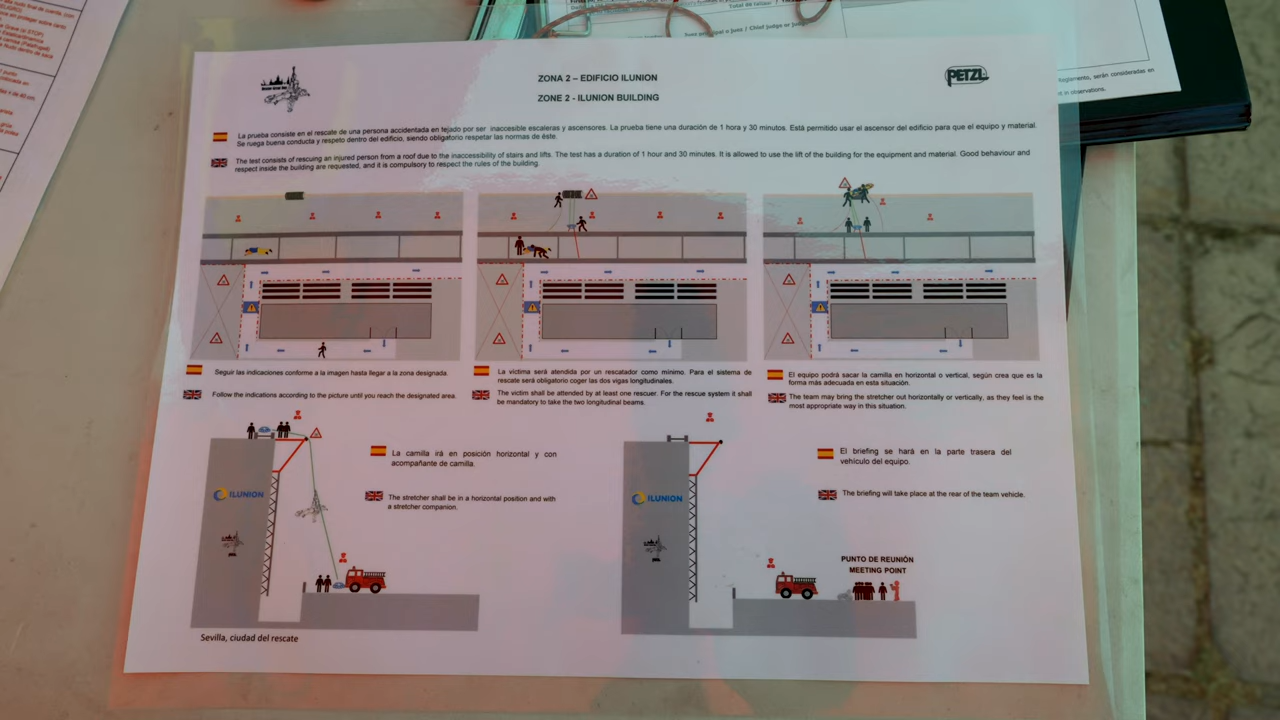 ZONA 2 – EDIFICIO ILUNION
ZONE 2 - ILUNION BUILDING
PETZL
La prueba consiste en el rescate de una persona accidentada en tejado por ser inaccesible escaleras y ascensores. La prueba tiene una duración de 1 hora y 30 minutos. Está permitido usar el ascensor del edificio para que el equipo y material.
Se ruega buena conducta y respeto dentro del edificio, siendo obligatorio respetar las normas de éste.
The test consists of rescuing an injured person from a roof due to the inaccessibility of stairs and lifts. The test has a duration of 1 hour and 30 minutes. It is allowed to use the lift of the building for the equipment and material. Good behaviour and
respect inside the building are requested, and it is compulsory to respect the rules of the building.
Seguir las indicaciones conforme a la imagen hasta llegar a la zona designada.
Follow the indications according to the picture until you reach the designated area.
La víctima será atendida por un rescatador como mínimo. Para el sistema de
rescate será obligatorio coger las dos vigas longitudinales.
The victim shall be attended by at least one rescuer. For the rescue system it shall
be mandatory to take the two longitudinal beams.
El equipo podrá sacar la camilla en horizontal o vertical, según crea que es la
forma más adecuada en esta situación.
The team may bring the stretcher out horizontally or vertically, as they feel is the
most appropriate way in this situation.
La camilla irá en posición horizontal y con
acompañante de camilla.
The stretcher shall be in a horizontal position and with
a stretcher companion.
ILUNION
El briefing se hará en la parte trasera del
vehículo del equipo.
The briefing will take place at the rear of the team vehicle.
ILUNION
PUNTO DE REUNIÓN
MEETING POINT
Sevilla, ciudad del rescate